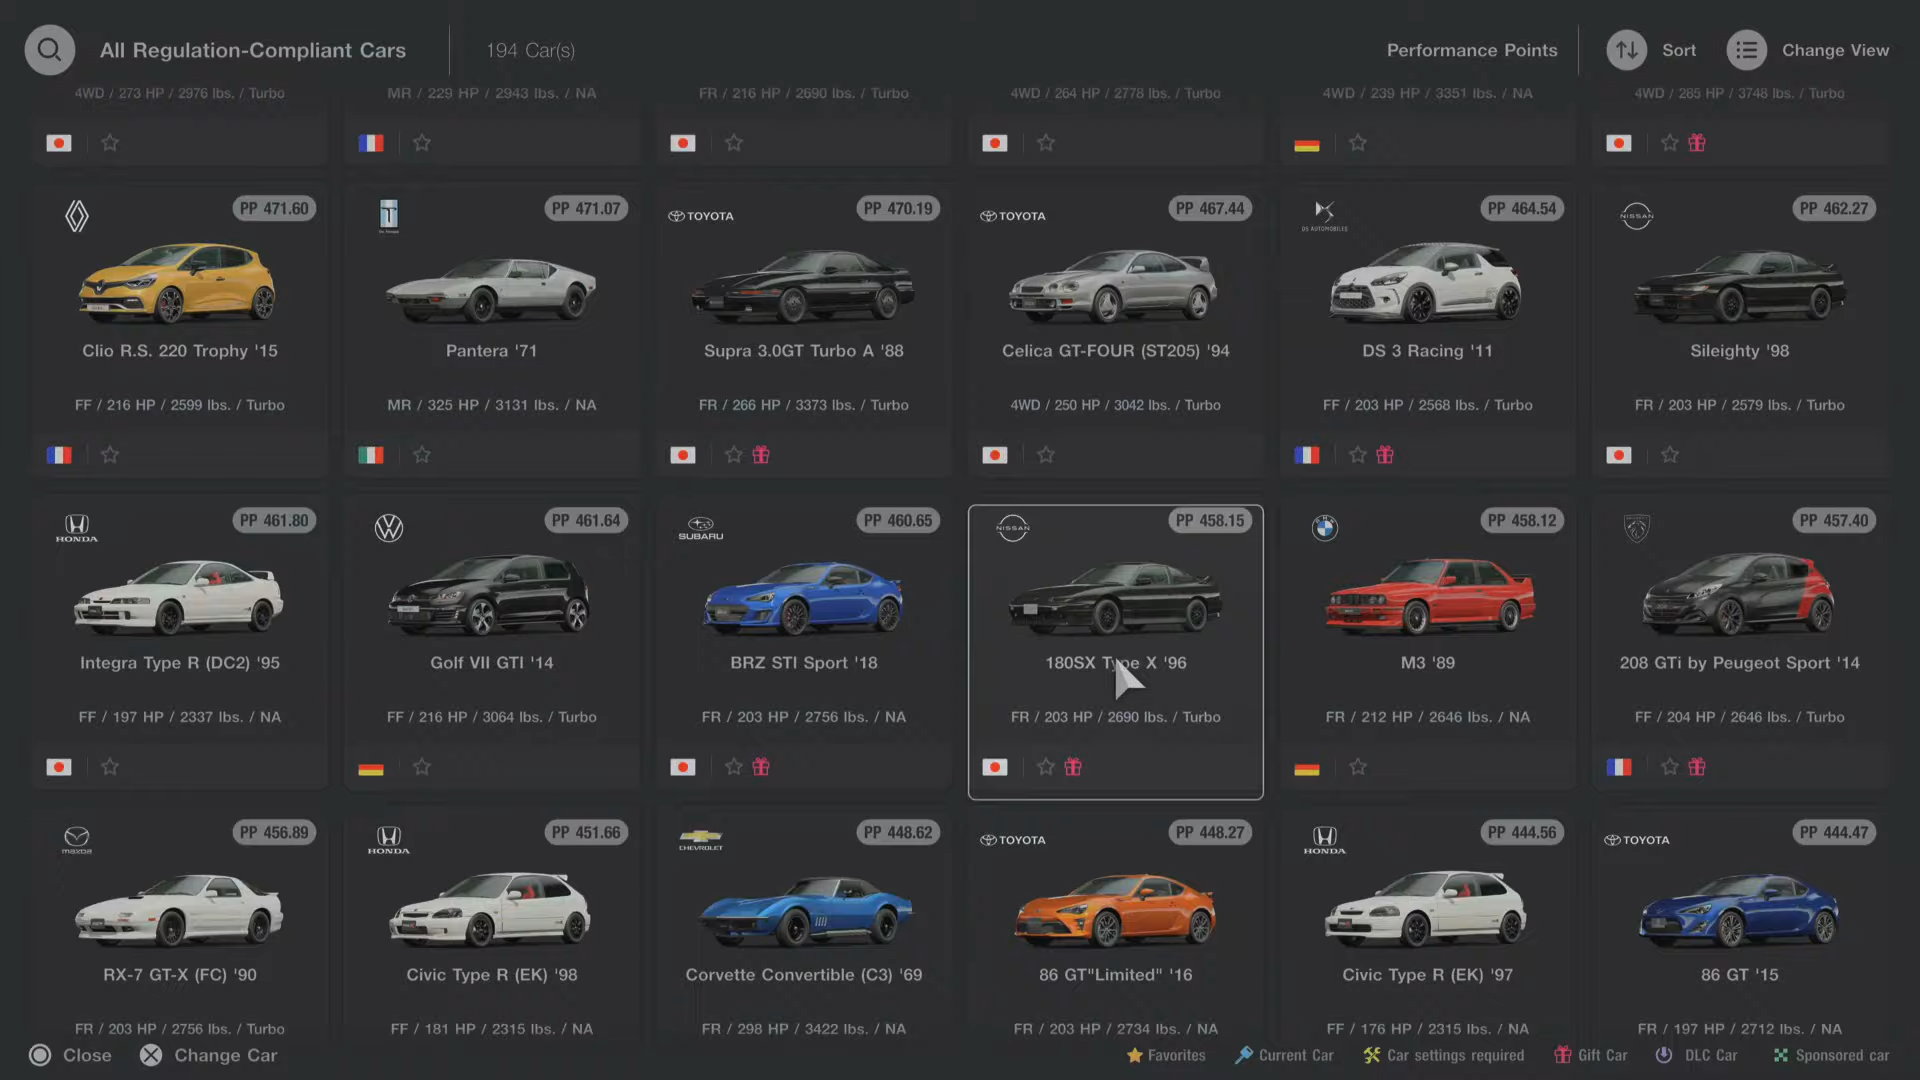 All Regulation-Compliant Cars
194 Car(s)
Performance Points
Sort
Change View
4WD / 273 HP / 2976 lbs. / Turbo
MR / 229 HP / 2943 lbs. / NA
FR / 216 HP / 2690 lbs. / Turbo
4WD / 264 HP / 2778 lbs. / Turbo
4WD / 239 HP / 3351 lbs. / NA
4WD / 285 HP / 3748 lbs. / Turbo
PP 471.60
Clio R.S. 220 Trophy '15
FF / 216 HP / 2599 lbs. / Turbo
PP 471.07
Pantera '71
MR / 325 HP / 3131 lbs. / NA
TOYOTA
PP 470.19
Supra 3.0GT Turbo A '88
FR / 266 HP / 3373 lbs. / Turbo
TOYOTA
PP 467.44
Celica GT-FOUR (ST205) '94
4WD / 250 HP / 3042 lbs. / Turbo
DS AUTOMOBILES
PP 464.54
DS 3 Racing '11
FF / 203 HP / 2568 lbs. / Turbo
NISSAN
PP 462.27
Sileighty '98
FR / 203 HP / 2579 lbs. / Turbo
HONDA
PP 461.80
Integra Type R (DC2) '95
FF / 197 HP / 2337 lbs. / NA
PP 461.64
Golf VII GTI '14
FF / 216 HP / 3064 lbs. / Turbo
SUBARU
PP 460.65
BRZ STI Sport '18
FR / 203 HP / 2756 lbs. / NA
NISSAN
PP 458.15
180SX Type X '96
FR / 203 HP / 2690 lbs. / Turbo
BMW
PP 458.12
M3 '89
FR / 212 HP / 2646 lbs. / NA
PP 457.40
208 GTi by Peugeot Sport '14
FF / 204 HP / 2646 lbs. / Turbo
mazda
PP 456.89
RX-7 GT-X (FC) '90
FR / 203 HP / 2756 lbs. / Turbo
HONDA
PP 451.66
Civic Type R (EK) '98
FF / 181 HP / 2315 lbs. / NA
CHEVROLET
PP 448.62
Corvette Convertible (C3) '69
FR / 298 HP / 3422 lbs. / NA
TOYOTA
PP 448.27
86 GT"Limited" '16
FR / 203 HP / 2734 lbs. / NA
HONDA
PP 444.56
Civic Type R (EK) '97
FF / 176 HP / 2315 lbs. / NA
TOYOTA
PP 444.47
86 GT '15
FR / 197 HP / 2712 lbs. / NA
Close
Change Car
Favorites
Current Car
Car settings required
Gift Car
DLC Car
Sponsored car